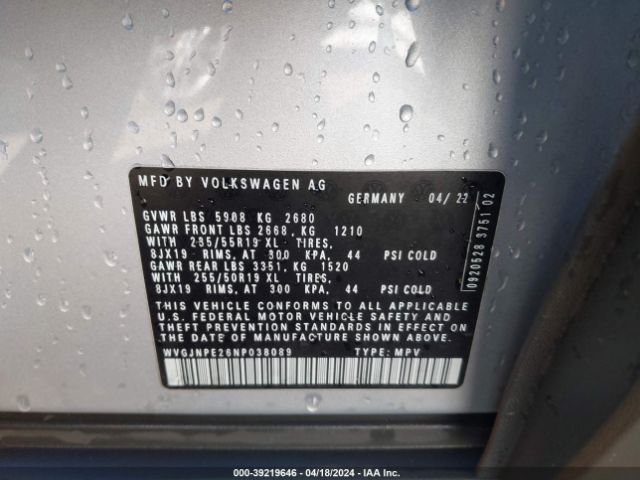 MFD BY VOLKSWAGEN AG
GERMANY 04/22
GVWR LBS 5908 KG 2680
GAWR FRONT LBS 2668, KG 1210
WITH 235/55R19 XL TIRES,
8JX19 RIMS, AT 300 KPA, 44 PSI COLD
GAWR REAR LBS 3351, KG 1520
WITH 255/50R19 XL TIRES,
8JX19 RIMS, AT 300 KPA, 44 PSI COLD
THIS VEHICLE CONFORMS TO ALL APPLICABLE
U.S. FEDERAL MOTOR VEHICLE SAFETY AND
THEFT PREVENTION STANDARDS IN EFFECT ON
THE DATE OF MANUFACTURE SHOWN ABOVE.
WVGJNPE26NP038089 TYPE: MPV
0920528 3751 02
000-39219646 - 04/18/2024 - IAA, Inc.